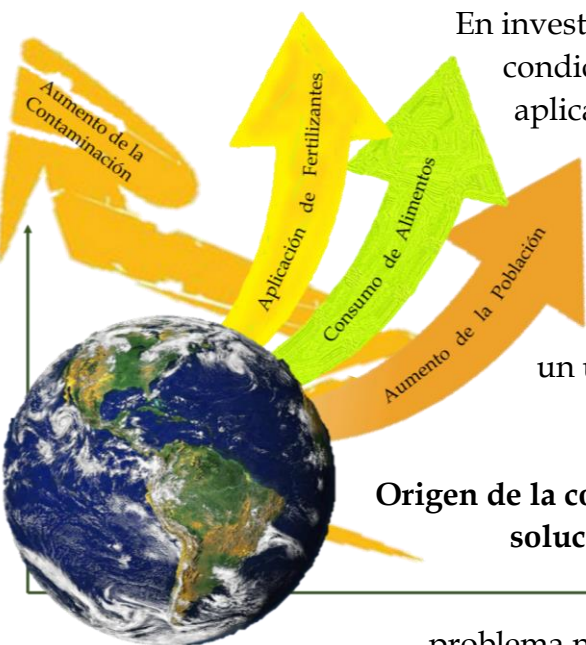 En invest
condic
aplica
Aumento de la
Contaminación
Aplicación de Fertilizantes
Consumo de Alimentos
Aumento de la Población
un u
Origen de la co
soluc
problema n